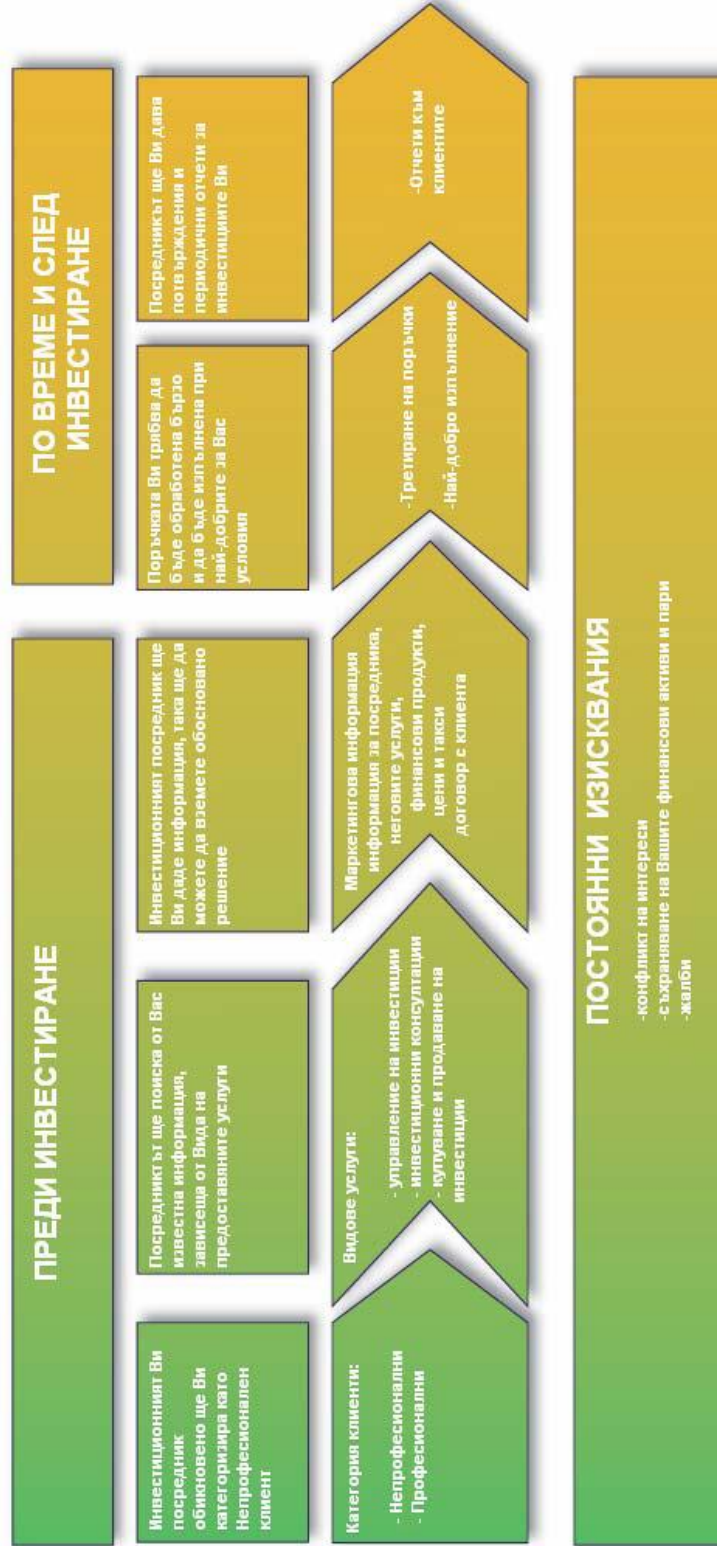 ПРЕДИ ИНВЕСТИРАНЕ
ПО ВРЕМЕ И СЛЕД
ИНВЕСТИРАНЕ
Инвестиционният Ви
посредник
обикновено ще Ви
категоризира като
Непрофесионален
клиент
Посредникът ще поиска от Вас
известна информация,
зависеща от Вида на
предоставяните услуги
Инвестиционният посредник ще
Ви даде информация, така ще да
можете да вземете обосновано
решение
Поръчката Ви трябва да
бъде обработена бързо
и да бъде изпълнена при
най-добрите за Вас
условия
Посредникът ще Ви дава
потвърждения и
периодични отчети за
инвестициите Ви
Категория клиенти:
- Непрофесионални
- Професионални
Видове услуги:
- управление на инвестиции
- инвестиционни консултации
- купуване и продаване на
инвестиции
Маркетингова информация
информация за посредника,
неговите услуги,
финансови продукти,
цени и такси
договор с клиента
-Третиране на поръчки
-Най-добро изпълнение
-Отчети към
клиентите
ПОСТОЯННИ ИЗИСКВАНИЯ
-конфликт на интереси
-съхраняване на Вашите финансови активи и пари
-жалби